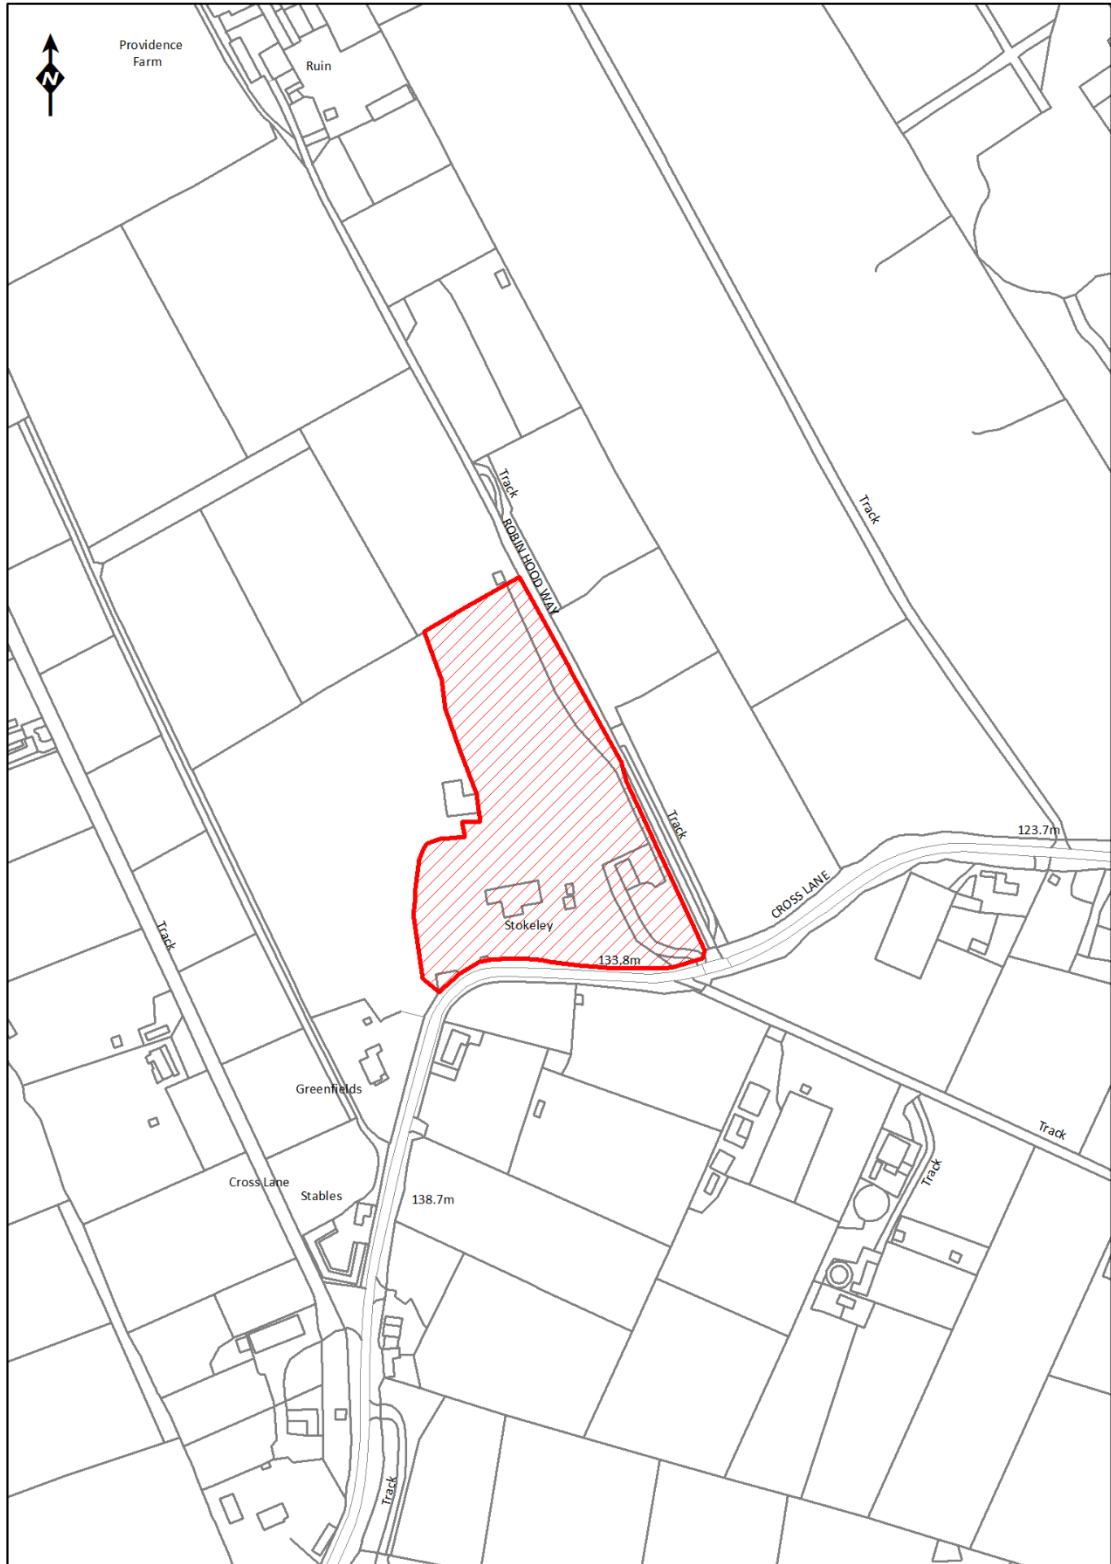 Providence
Farm
N
Ruin
Track
Track
ROBIN HOOD WAY
Track
123.7m
CROSS LANE
Stokeley
Track
133.8m
Greenfields
Track
Track
Cross Lane
Stables
138.7m
Track